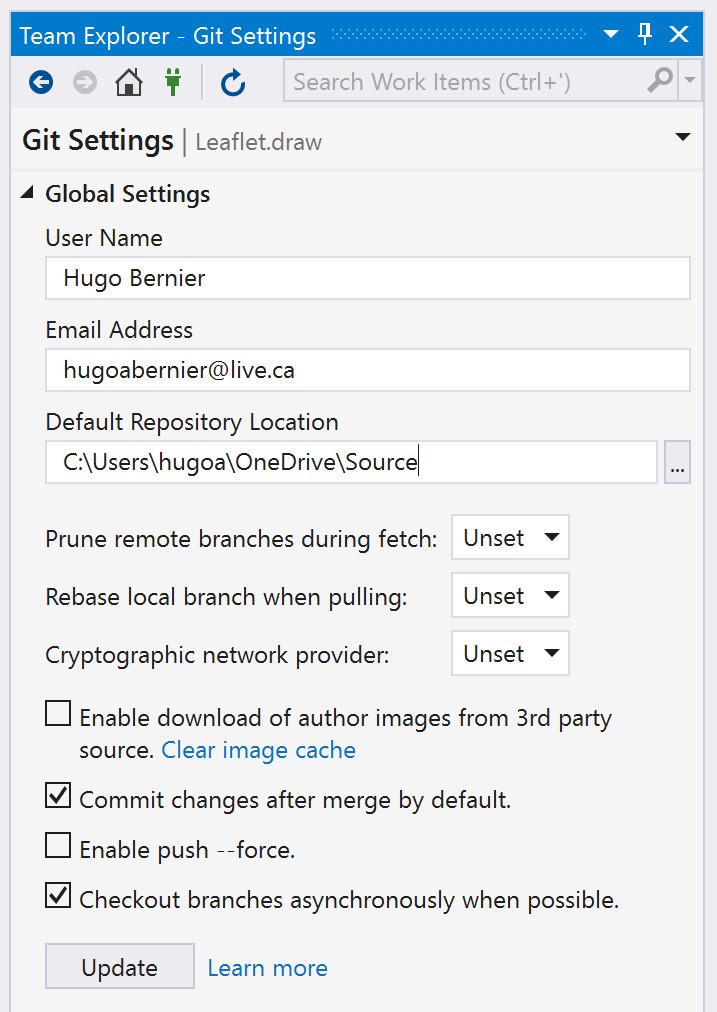 Team Explorer - Git Settings
Search Work Items (Ctrl+')
Git Settings | Leaflet.draw
Global Settings
User Name
Hugo Bernier
Email Address
hugoabernier@live.ca
Default Repository Location
C:\Users\hugoa\OneDrive\Source
...
Prune remote branches during fetch: Unset
Rebase local branch when pulling: Unset
Cryptographic network provider: Unset
Enable download of author images from 3rd party
source. Clear image cache
Commit changes after merge by default.
Enable push --force.
Checkout branches asynchronously when possible.
Update Learn more